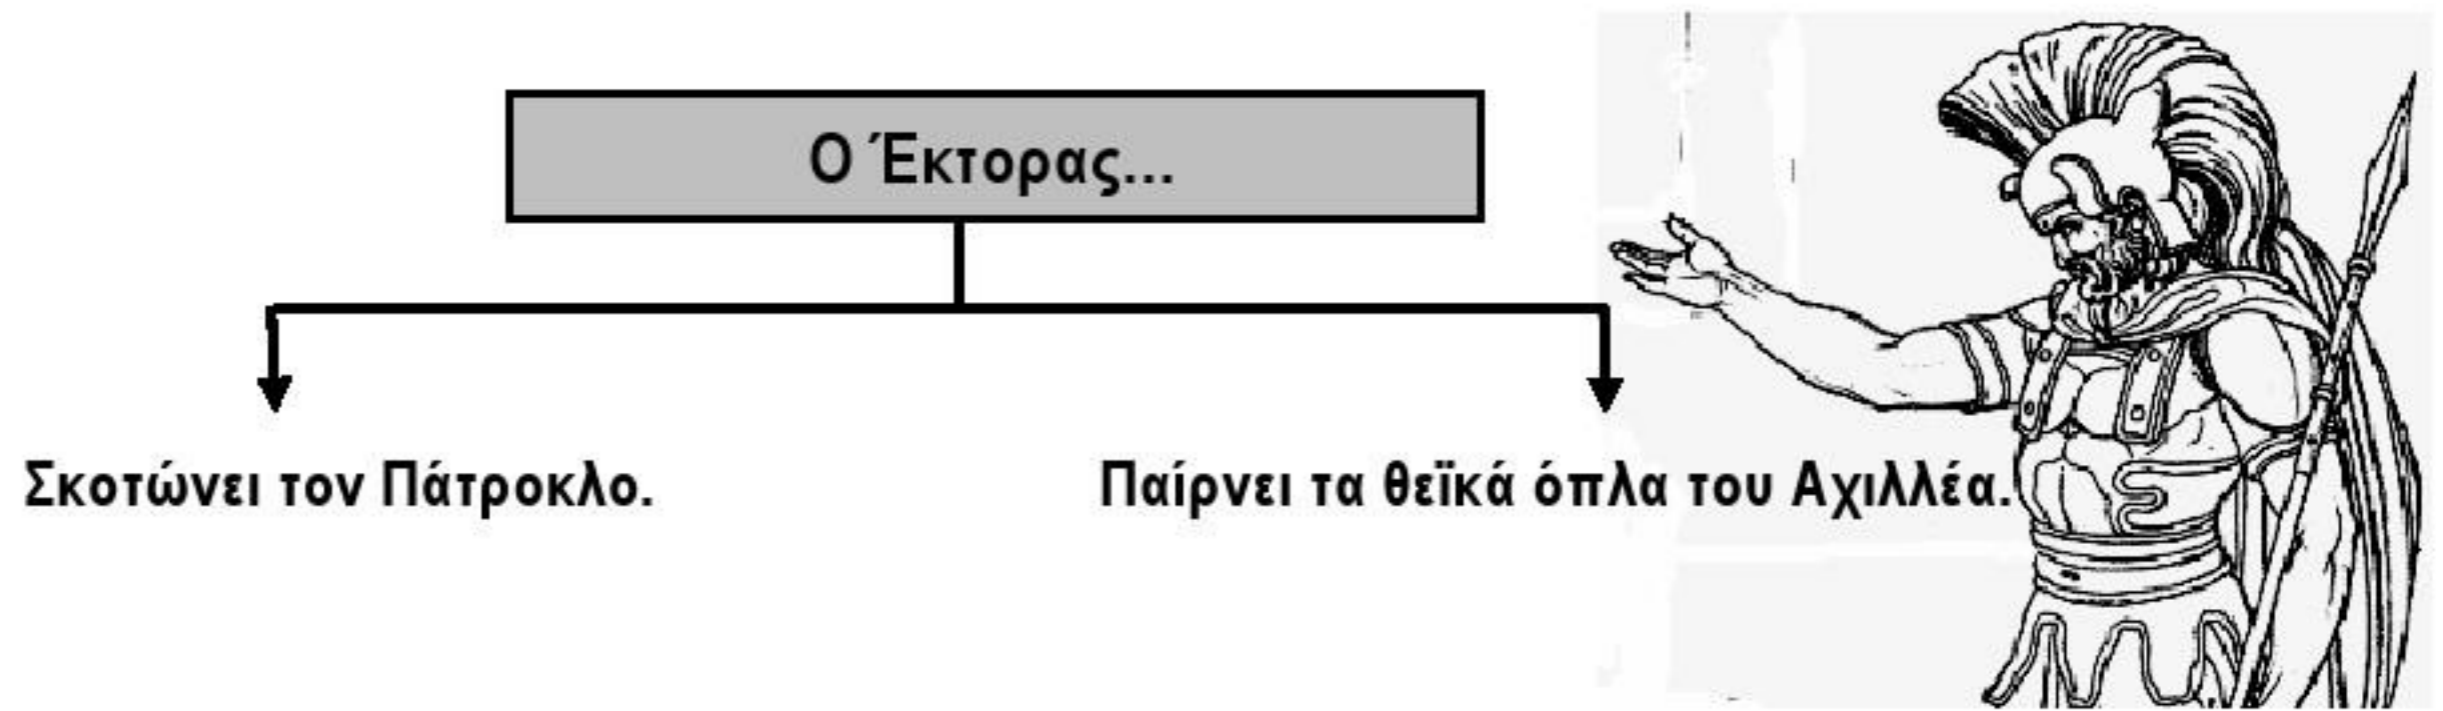 Ο Έκτορας...
Σκοτώνει τον Πάτροκλο.
Παίρνει τα θεϊκά όπλα του Αχιλλέα.